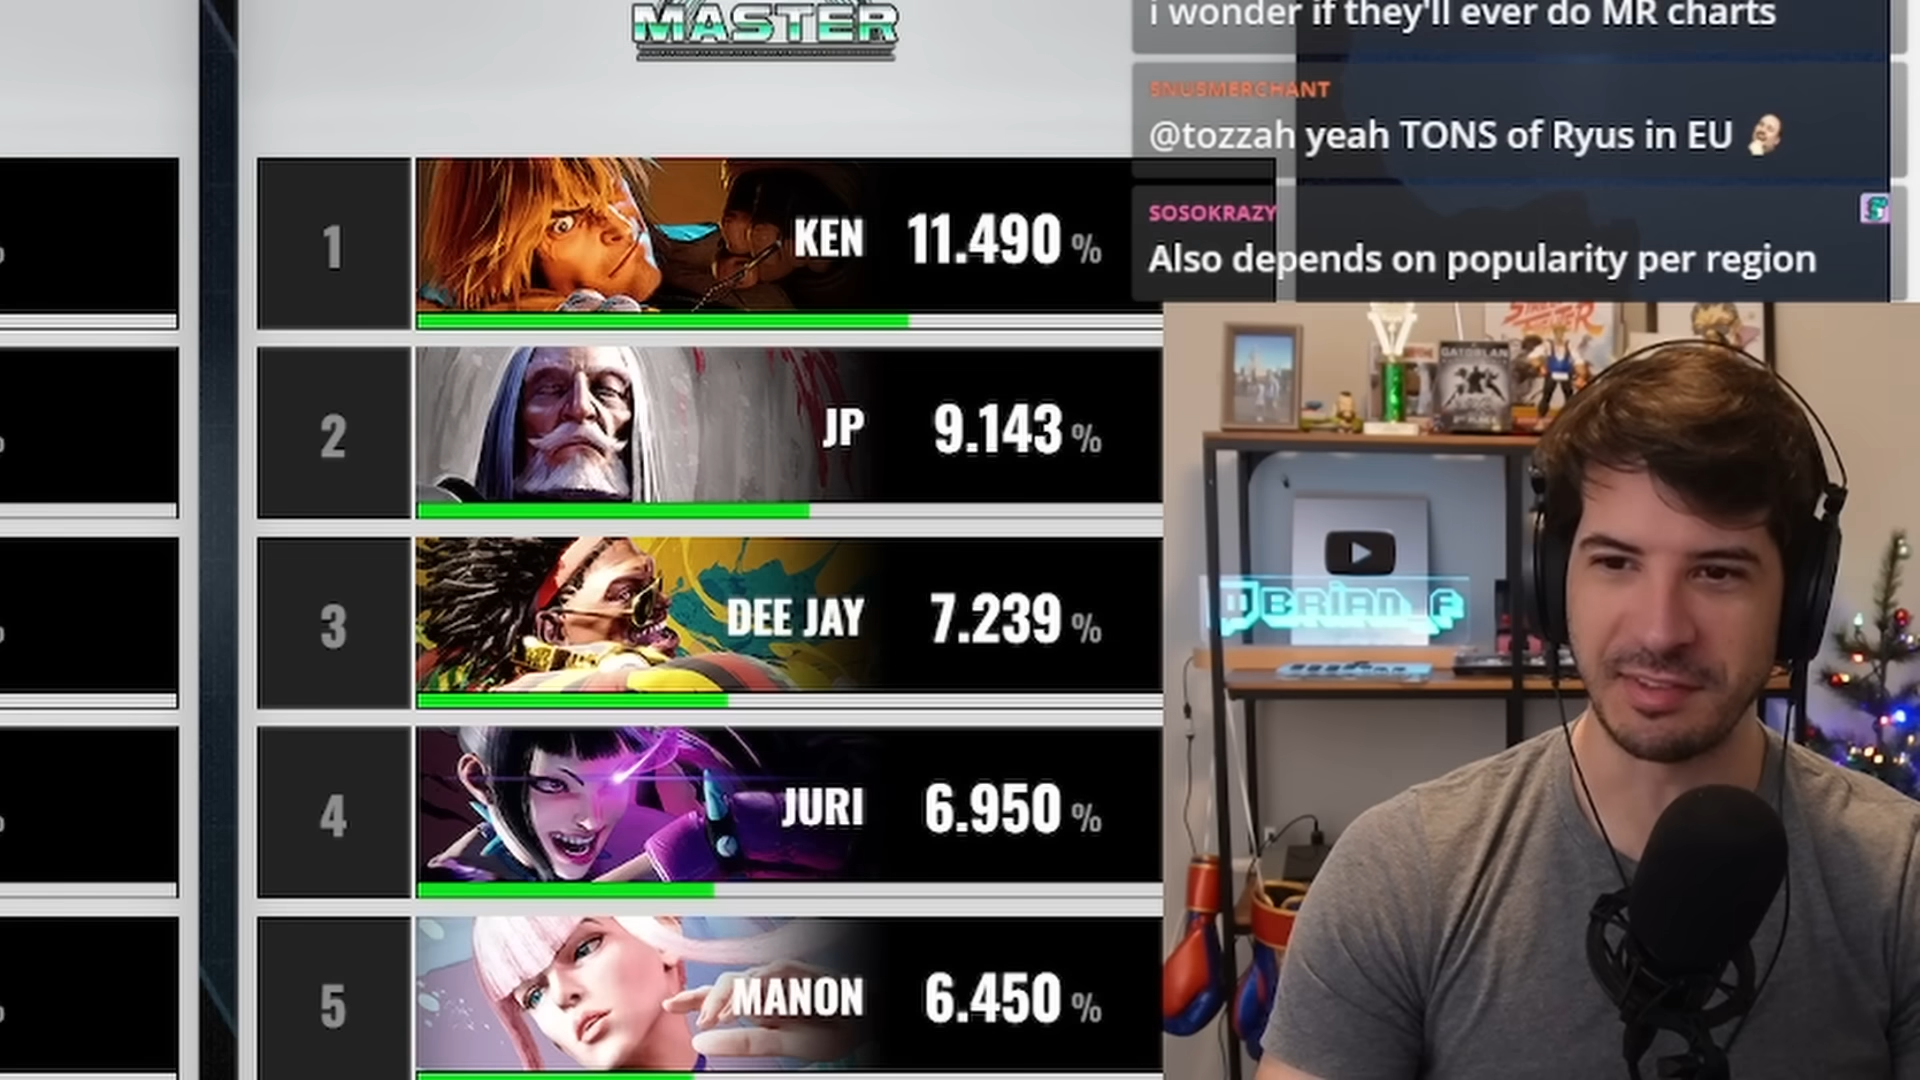 MASTER
i wonder if they'll ever do MR charts
SNUSMERCHANT
@tozzah yeah TONS of Ryus in EU
SOSOKRAZY
Also depends on popularity per region
1 KEN 11.490 %
2 JP 9.143 %
3 DEE JAY 7.239 %
4 JURI 6.950 %
5 MANON 6.450 %
STREET
FIGHTER
BRIAN_F